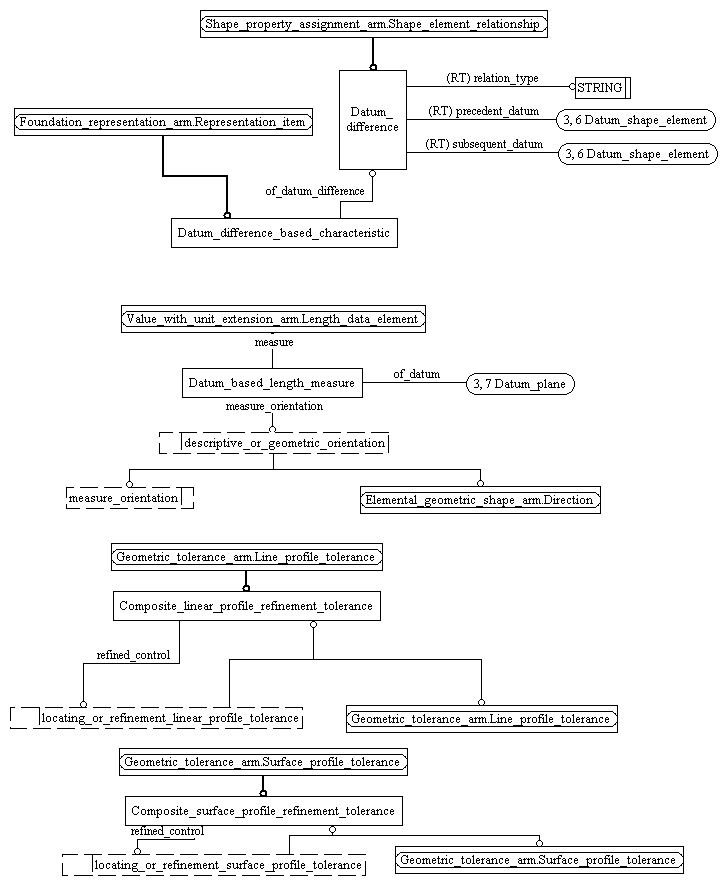 Shape_property_assignment_arm.Shape_element_relationship
(RT) relation_type
STRING
Datum_
difference
(RT) precedent_datum
3, 6 Datum_shape_element
Foundation_representation_arm.Representation_item
(RT) subsequent_datum
3, 6 Datum_shape_element
of_datum_difference
Datum_difference_based_characteristic
Value_with_unit_extension_arm.Length_data_element
measure
Datum_based_length_measure
of_datum
3, 7 Datum_plane
measure_orientation
descriptive_or_geometric_orientation
measure_orientation
Elemental_geometric_shape_arm.Direction
Geometric_tolerance_arm.Line_profile_tolerance
Composite_linear_profile_refinement_tolerance
refined_control
locating_or_refinement_linear_profile_tolerance
Geometric_tolerance_arm.Line_profile_tolerance
Geometric_tolerance_arm.Surface_profile_tolerance
Composite_surface_profile_refinement_tolerance
refined_control
locating_or_refinement_surface_profile_tolerance
Geometric_tolerance_arm.Surface_profile_tolerance